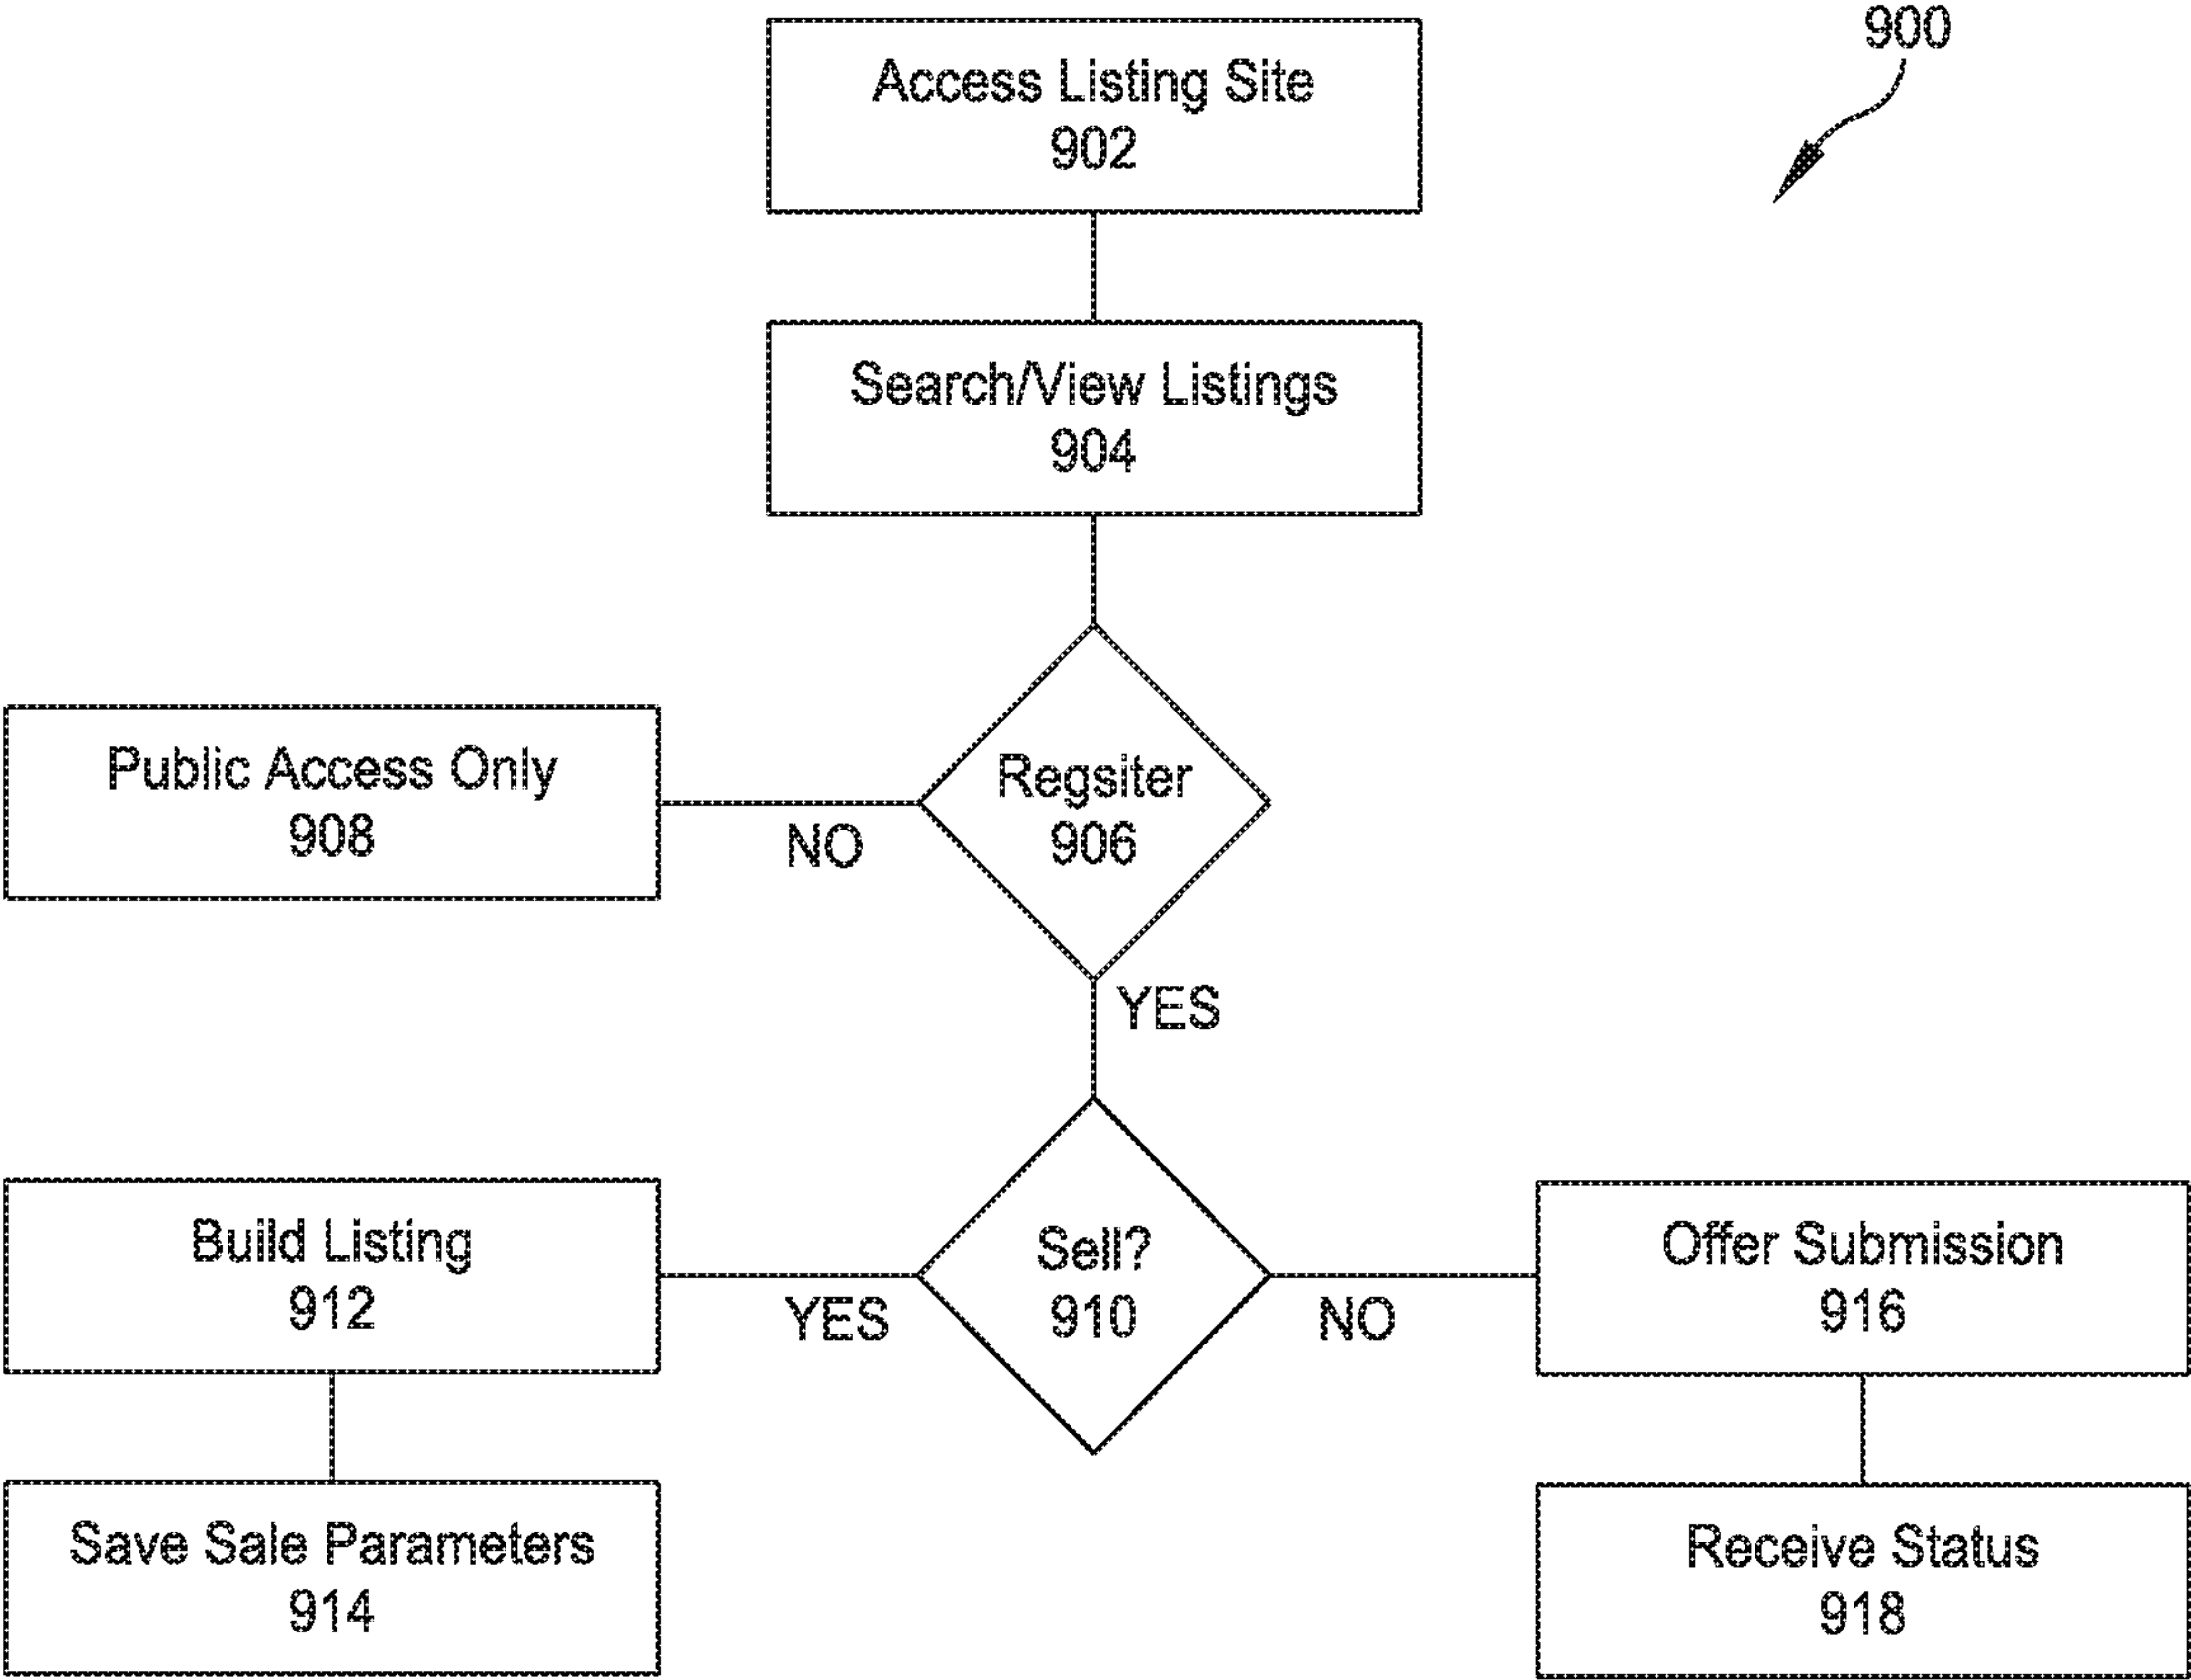 900
Access Listing Site
902
Search/View Listings
904
Regsiter
906
Public Access Only
908
NO
YES
Sell?
910
Build Listing
912
YES
NO
Offer Submission
916
Save Sale Parameters
914
Receive Status
918